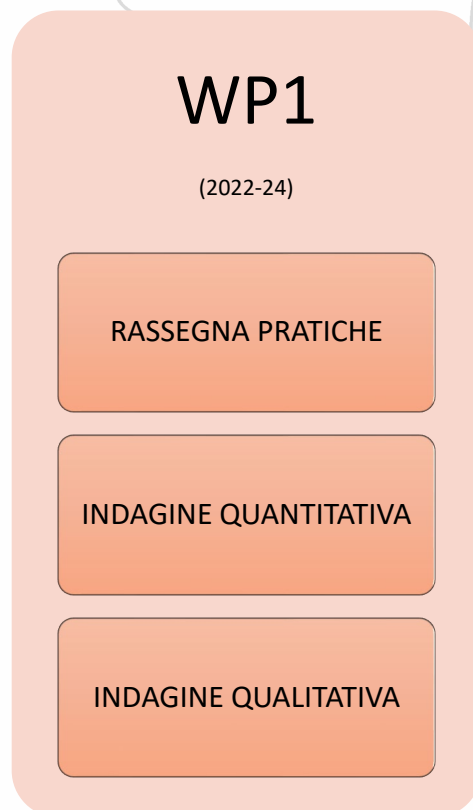 WP1
(2022-24)
RASSEGNA PRATICHE
INDAGINE QUANTITATIVA
INDAGINE QUALITATIVA